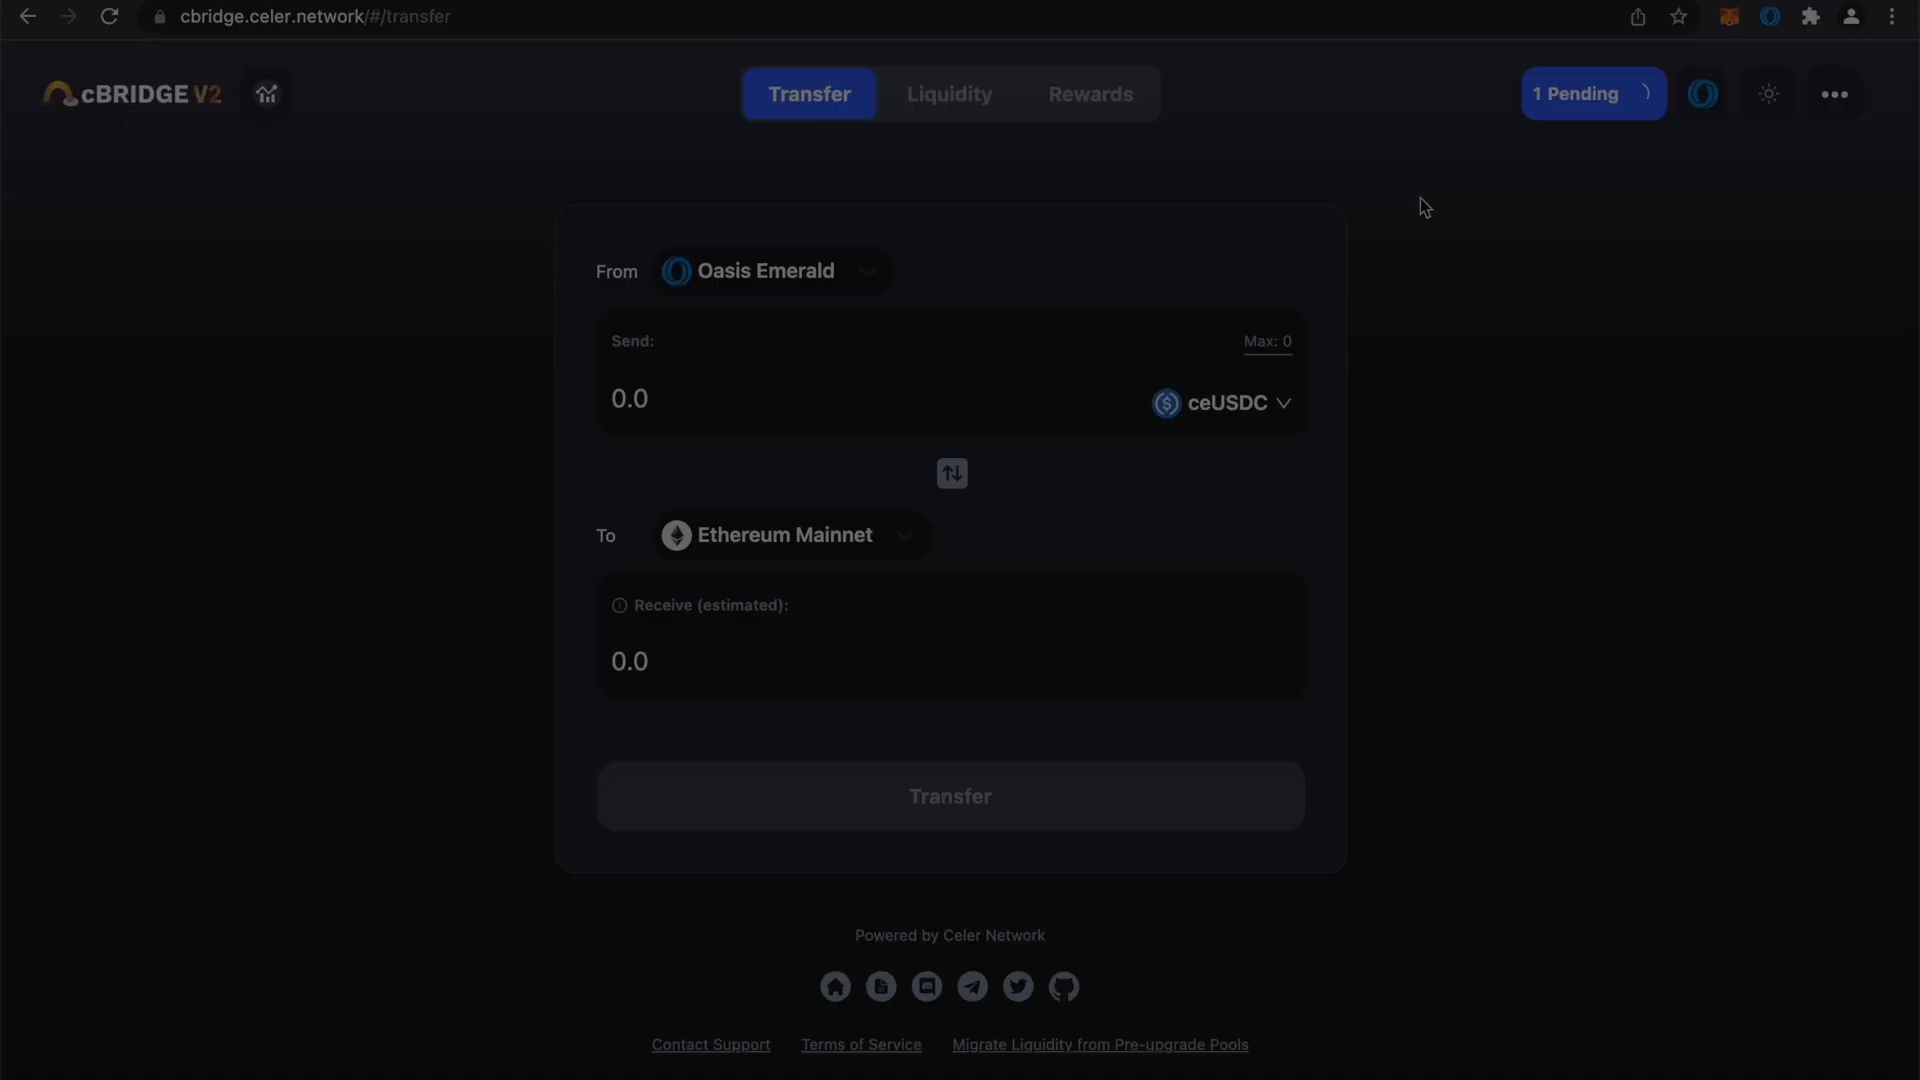 cbridge.celer.network/#/transfer
cBRIDGE V2
Transfer
Liquidity
Rewards
1 Pending
From
Oasis Emerald
Send:
Max: 0
0.0
ceUSDC
To
Ethereum Mainnet
Receive (estimated):
0.0
Transfer
Powered by Celer Network
Contact Support
Terms of Service
Migrate Liquidity from Pre-upgrade Pools